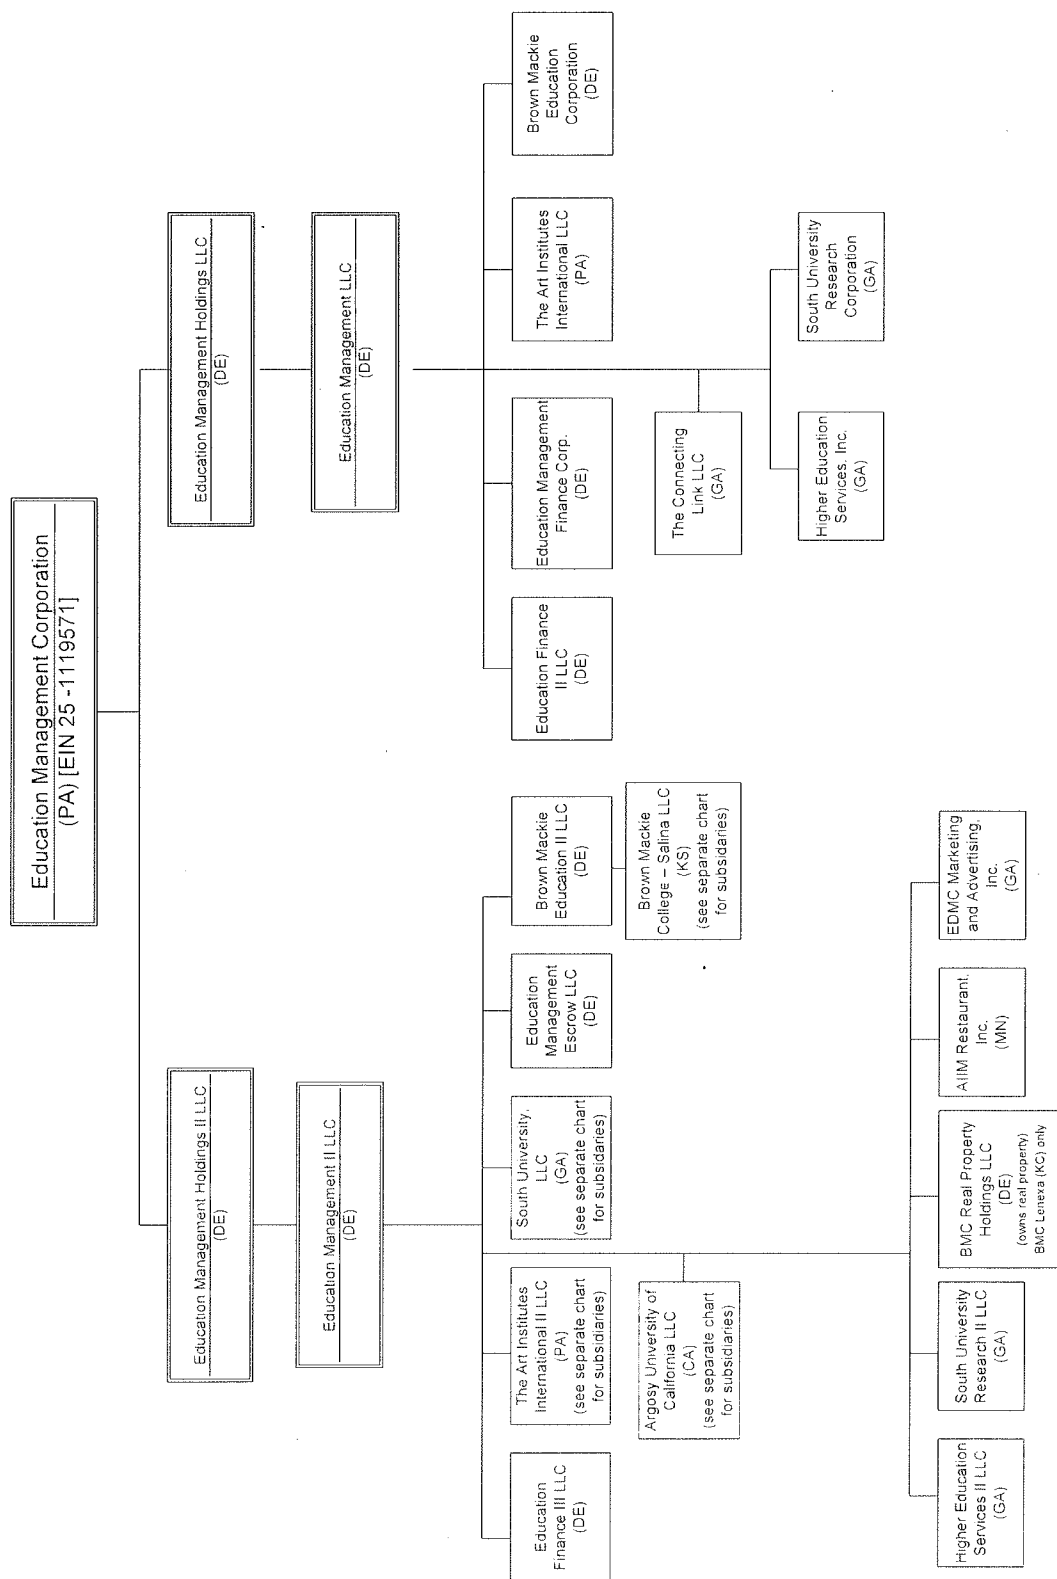 Education Management Corporation
(PA) [EIN 25 -1119571]
Education Management Holdings II LLC
(DE)
Education Management Holdings LLC
(DE)
Education Management II LLC
(DE)
Education Management LLC
(DE)
Education
Finance III LLC
(DE)
The Art Institutes
International II LLC
(PA)
(see separate chart
for subsidiaries)
South University,
LLC
(GA)
(see separate chart
for subsidaries)
Education
Management
Escrow LLC
(DE)
Brown Mackie
Education II LLC
(DE)
Education Finance
II LLC
(DE)
Education Management
Finance Corp.
(DE)
The Art Institutes
International LLC
(PA)
Brown Mackie
Education
Corporation
(DE)
Argosy University of
California LLC
(CA)
(see separate chart
for subsidiaries)
Brown Mackie
College – Salina LLC
(KS)
(see separate chart
for subsidaries)
The Connecting
Link LLC
(GA)
Higher Education
Services, Inc.
(GA)
South University
Research
Corporation
(GA)
Higher Education
Services II LLC
(GA)
South University
Research II LLC
(GA)
BMC Real Property
Holdings LLC
(DE)
(owns real property)
BMC Lenexa (KC) only
AIIM Restaurant,
Inc.
(MN)
EDMC Marketing
and Advertising,
Inc.
(GA)